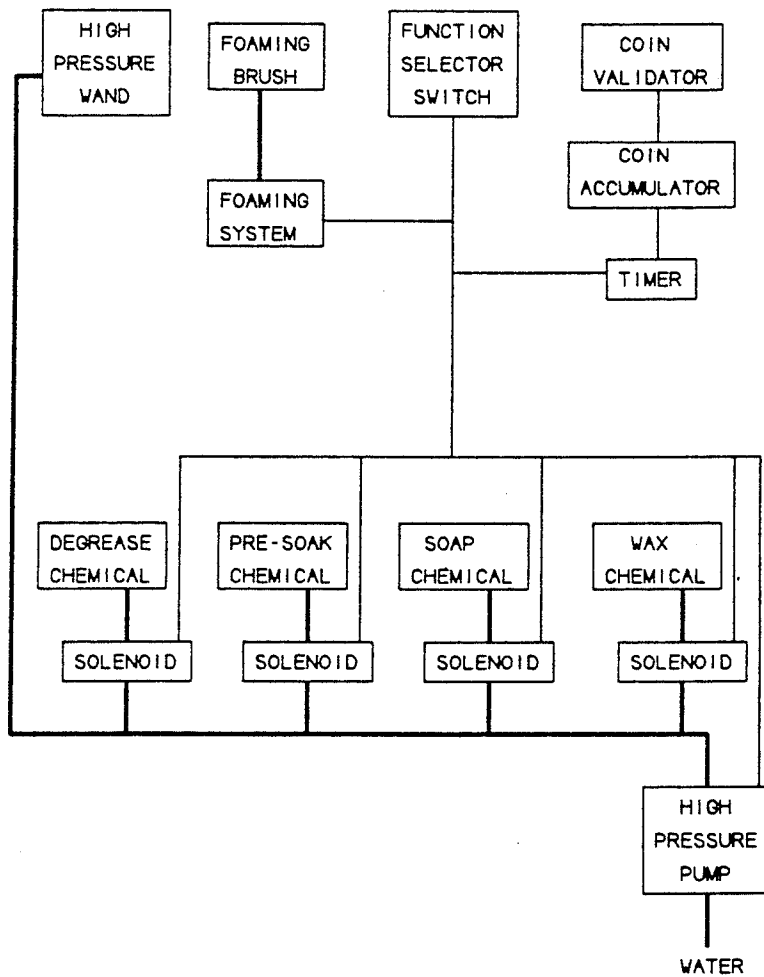 HIGH
PRESSURE
WAND
FOAMING
BRUSH
FUNCTION
SELECTOR
SWITCH
COIN
VALIDATOR
COIN
ACCUMULATOR
FOAMING
SYSTEM
TIMER
DEGREASE
CHEMICAL
PRE-SOAK
CHEMICAL
SOAP
CHEMICAL
WAX
CHEMICAL
SOLENOID
SOLENOID
SOLENOID
SOLENOID
HIGH
PRESSURE
PUMP
WATER